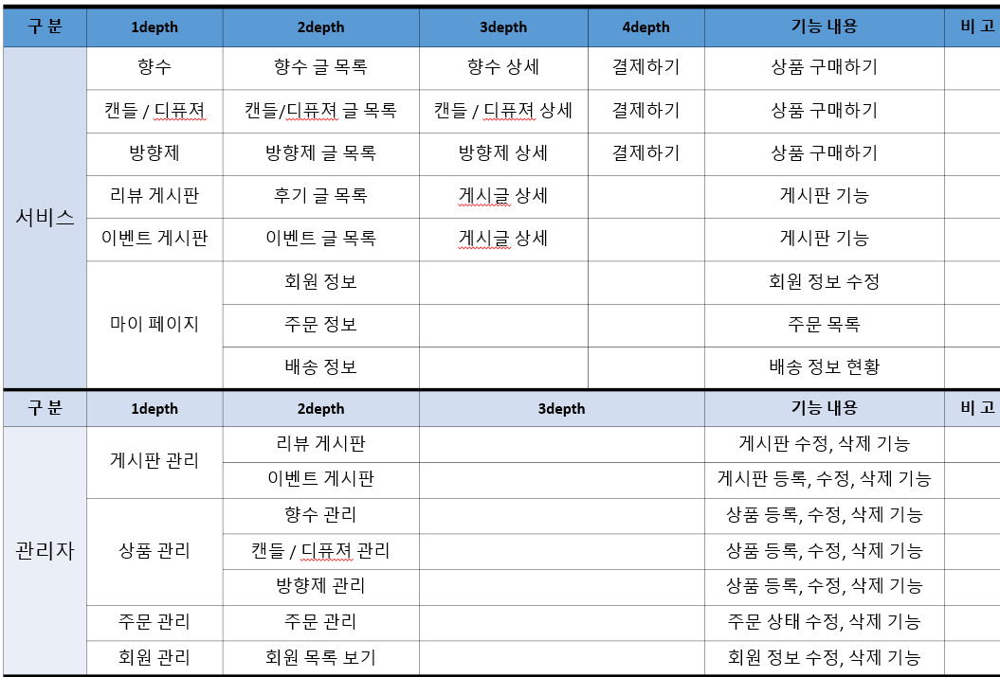 구 분 1depth 2depth 3depth 4depth 기능 내용 비 고
서비스
향수 향수 글 목록 향수 상세 결제하기 상품 구매하기
캔들 / 디퓨져 캔들/디퓨져 글 목록 캔들 / 디퓨져 상세 결제하기 상품 구매하기
방향제 방향제 글 목록 방향제 상세 결제하기 상품 구매하기
리뷰 게시판 후기 글 목록 게시글 상세 게시판 기능
이벤트 게시판 이벤트 글 목록 게시글 상세 게시판 기능
마이 페이지
회원 정보 회원 정보 수정
주문 정보 주문 목록
배송 정보 배송 정보 현황
구 분 1depth 2depth 3depth 기능 내용 비 고
관리자
게시판 관리
리뷰 게시판 게시판 수정, 삭제 기능
이벤트 게시판 게시판 등록, 수정, 삭제 기능
상품 관리
향수 관리 상품 등록, 수정, 삭제 기능
캔들 / 디퓨져 관리 상품 등록, 수정, 삭제 기능
방향제 관리 상품 등록, 수정, 삭제 기능
주문 관리 주문 관리 주문 상태 수정, 삭제 기능
회원 관리 회원 목록 보기 회원 정보 수정, 삭제 기능